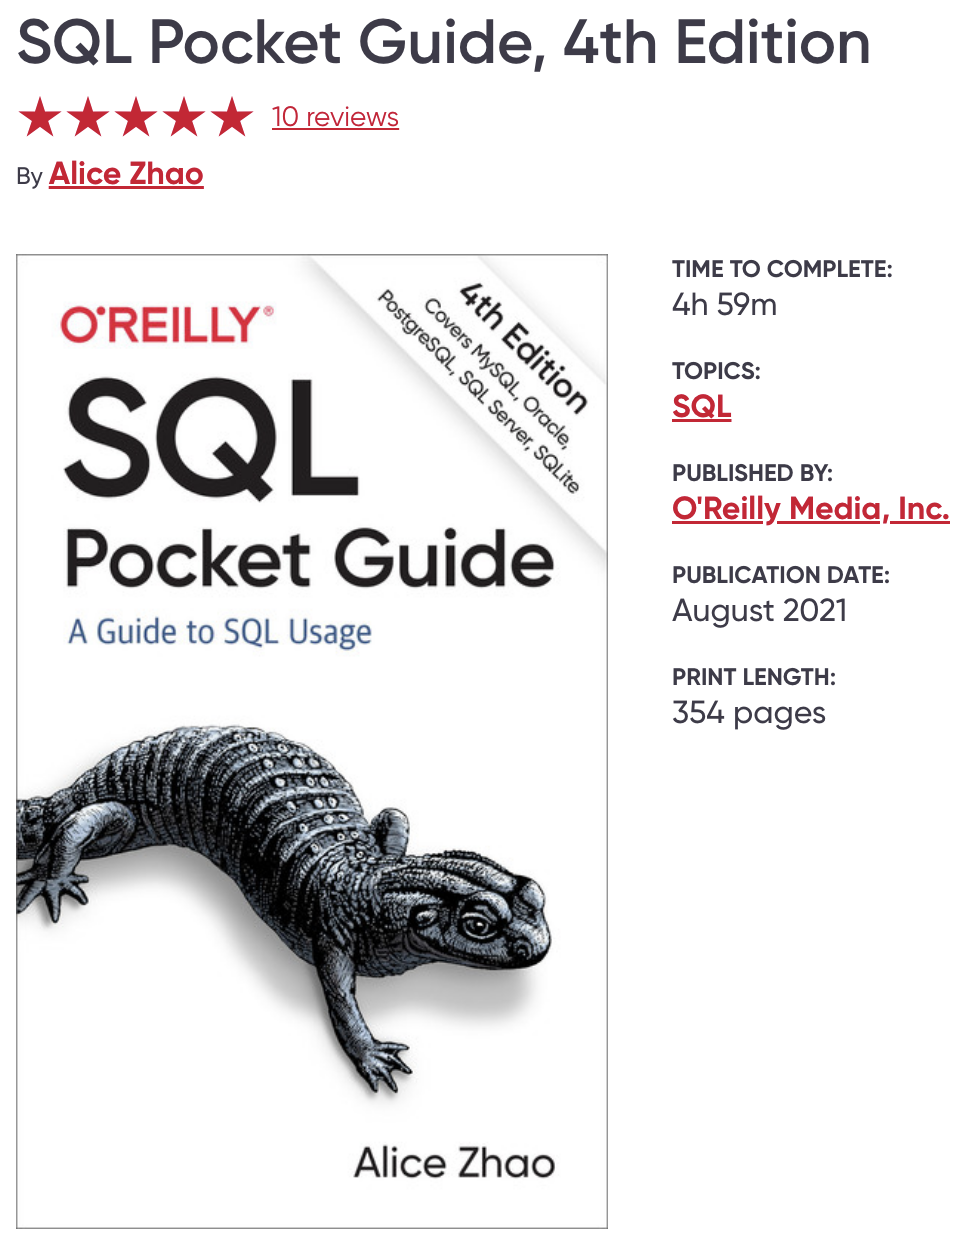 SQL Pocket Guide, 4th Edition
10 reviews
By Alice Zhao
O'REILLY®
4th Edition
Covers MySQL, Oracle,
PostgreSQL, SQL Server, SQLite
SQL
Pocket Guide
A Guide to SQL Usage
Alice Zhao
TIME TO COMPLETE:
4h 59m
TOPICS:
SQL
PUBLISHED BY:
O'Reilly Media, Inc.
PUBLICATION DATE:
August 2021
PRINT LENGTH:
354 pages